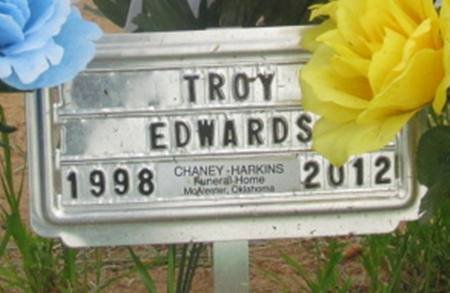 TROY
EDWARDS
1998 CHANEY-HARKINS 2012
Funeral Home
McAlester, Oklahoma